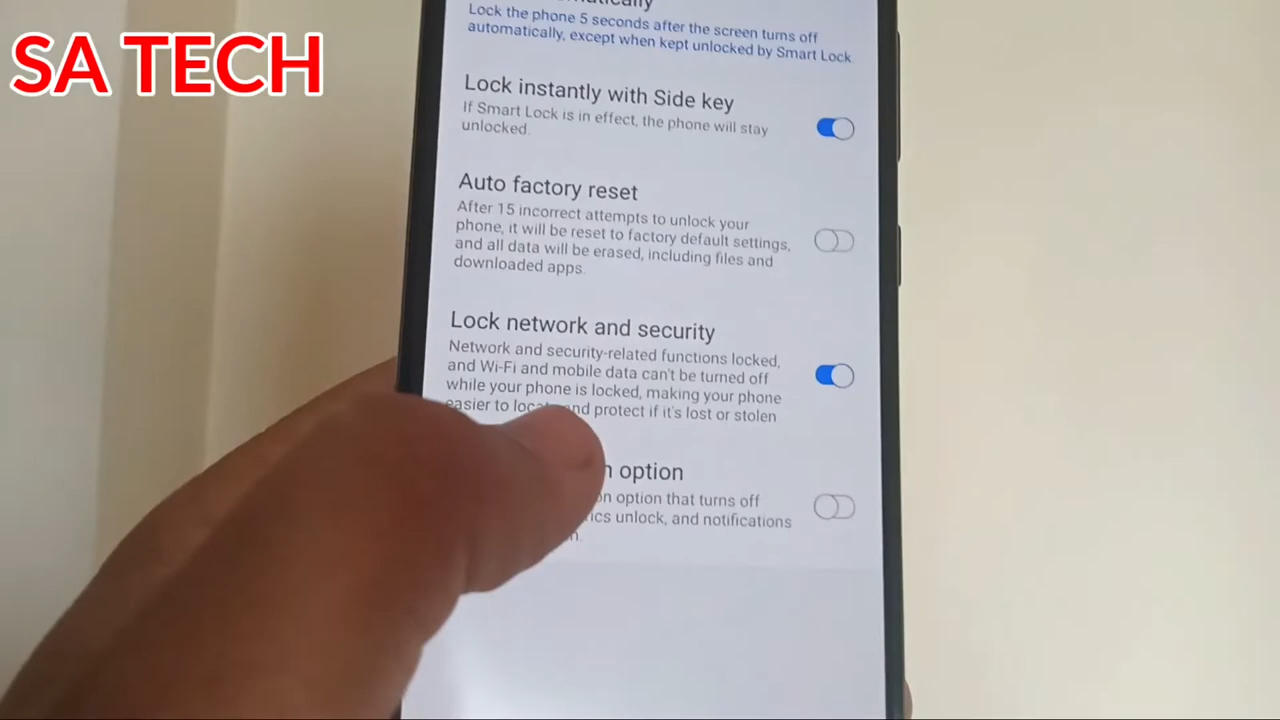 SA TECH
Lock the phone 5 seconds after the screen turns off
automatically, except when kept unlocked by Smart Lock
Lock instantly with Side key
If Smart Lock is in effect, the phone will stay
unlocked.
Auto factory reset
After 15 incorrect attempts to unlock your
phone, it will be reset to factory default settings,
and all data will be erased, including files and
downloaded apps.
Lock network and security
Network and security-related functions locked,
and Wi-Fi and mobile data can't be turned off
while your phone is locked, making your phone
easier to locate and protect if it's lost or stolen
option
option that turns off
unlock, and notifications